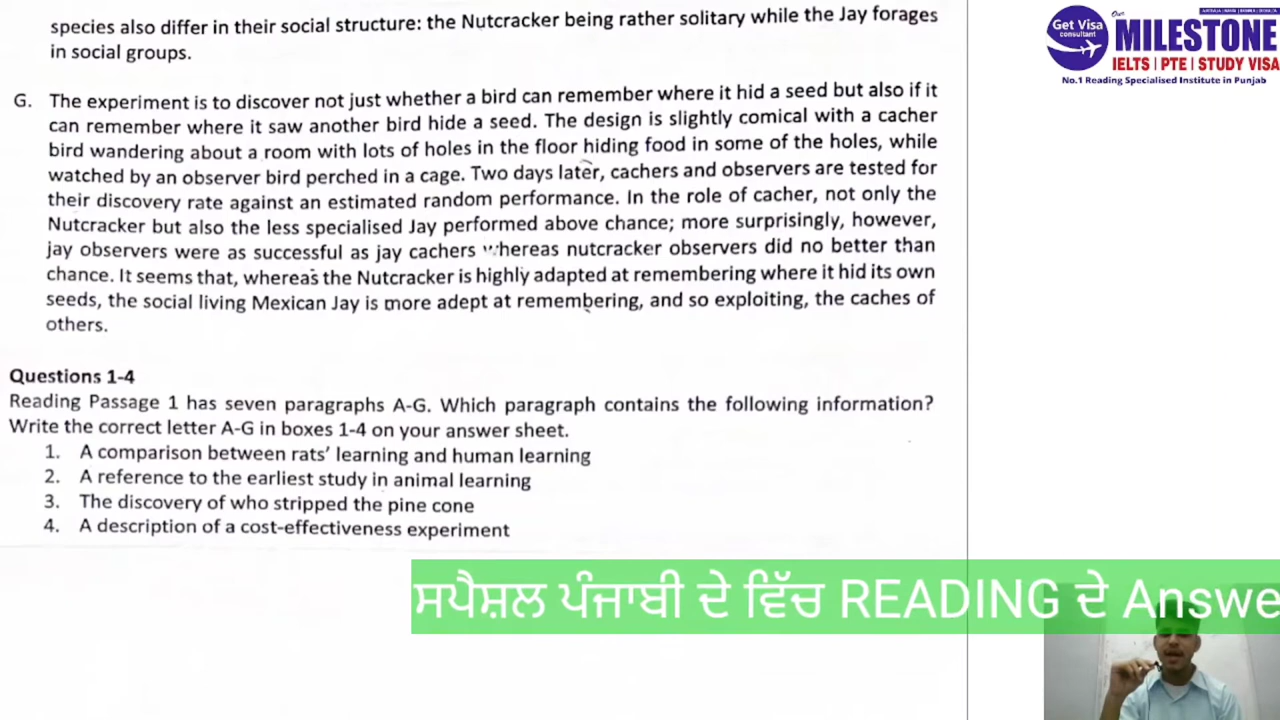 species also differ in their social structure: the Nutcracker being rather solitary while the Jay forages
in social groups.
G. The experiment is to discover not just whether a bird can remember where it hid a seed but also if it
can remember where it saw another bird hide a seed. The design is slightly comical with a cacher
bird wandering about a room with lots of holes in the floor hiding food in some of the holes, while
watched by an observer bird perched in a cage. Two days later, cachers and observers are tested for
their discovery rate against an estimated random performance. In the role of cacher, not only the
Nutcracker but also the less specialised Jay performed above chance; more surprisingly, however,
jay observers were as successful as jay cachers whereas nutcracker observers did no better than
chance. It seems that, whereas the Nutcracker is highly adapted at remembering where it hid its own
seeds, the social living Mexican Jay is more adept at remembering, and so exploiting, the caches of
others.
Questions 1-4
Reading Passage 1 has seven paragraphs A-G. Which paragraph contains the following information?
Write the correct letter A-G in boxes 1-4 on your answer sheet.
1. A comparison between rats' learning and human learning
2. A reference to the earliest study in animal learning
3. The discovery of who stripped the pine cone
4. A description of a cost-effectiveness experiment
Get Visa
consultant
Our
MILESTONE
IELTS | PTE | STUDY VISA
No.1 Reading Specialised Institute in Punjab
ਸਪੈਸ਼ਲ ਪੰਜਾਬੀ ਦੇ ਵਿੱਚ READING ਦੇ Answe